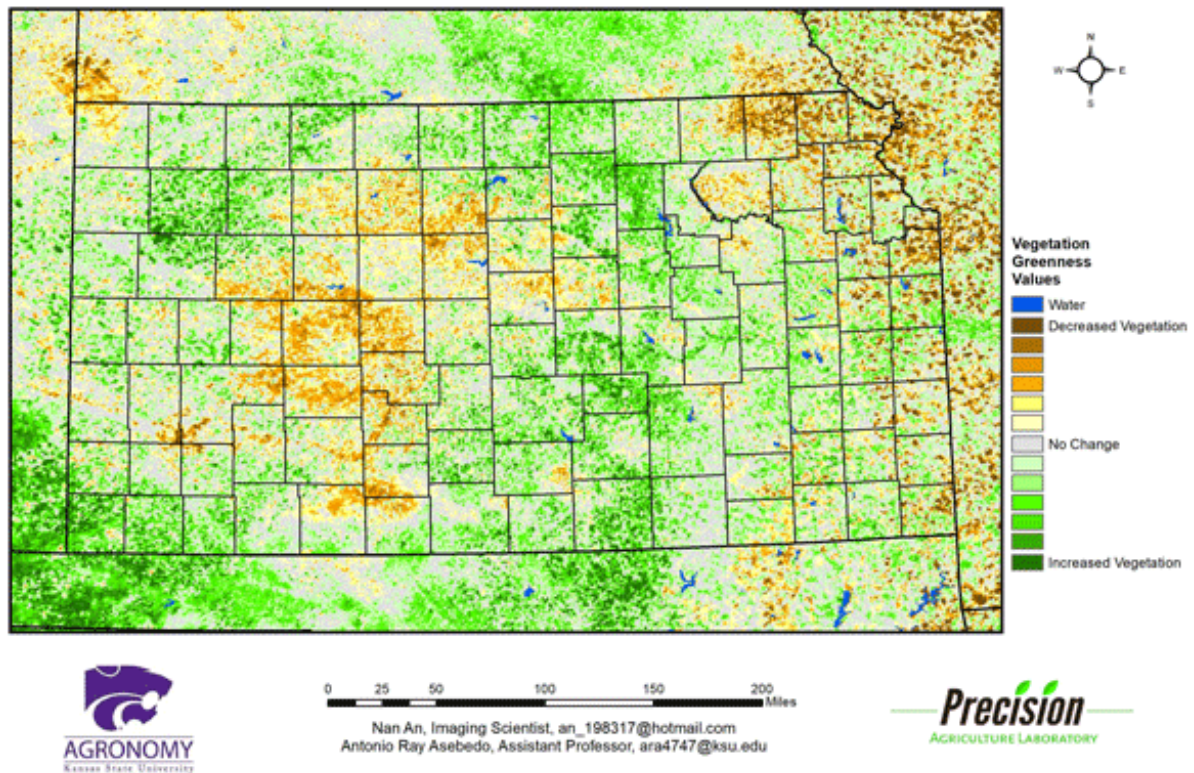 N
W
E
S
Vegetation
Greenness
Values
Water
Decreased Vegetation
No Change
Increased Vegetation
0 25 50 100 150 200
Miles
Nan An, Imaging Scientist, an_198317@hotmail.com
Antonio Ray Asebedo, Assistant Professor, ara4747@ksu.edu
AGRONOMY
Kansas State University
Precision
AGRICULTURE LABORATORY